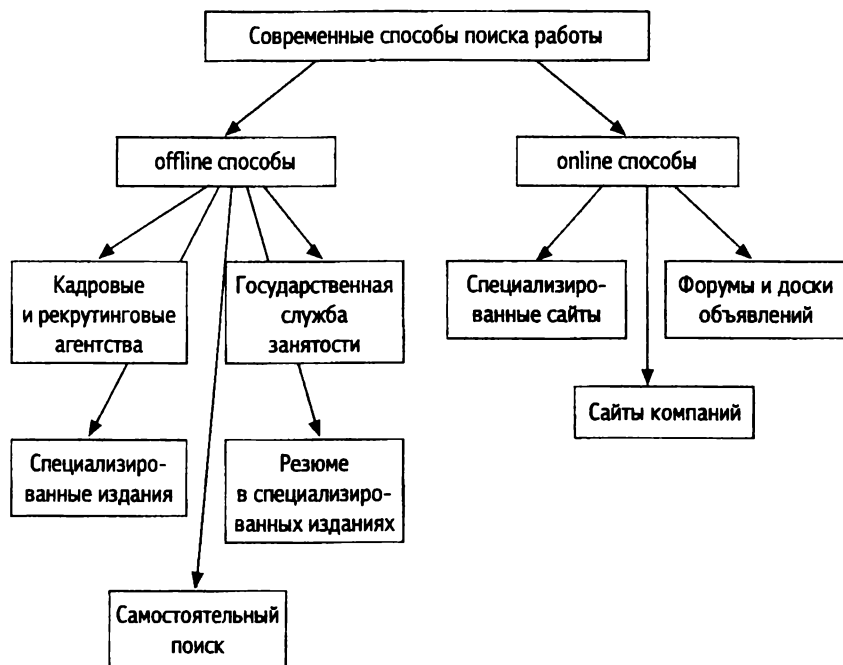 Современные способы поиска работы
offline способы
online способы
Кадровые
и рекрутинговые
агентства
Государственная
служба
занятости
Специализиро-
ванные сайты
Форумы и доски
объявлений
Сайты компаний
Специализиро-
ванные издания
Резюме
в специализиро-
ванных изданиях
Самостоятельный
поиск